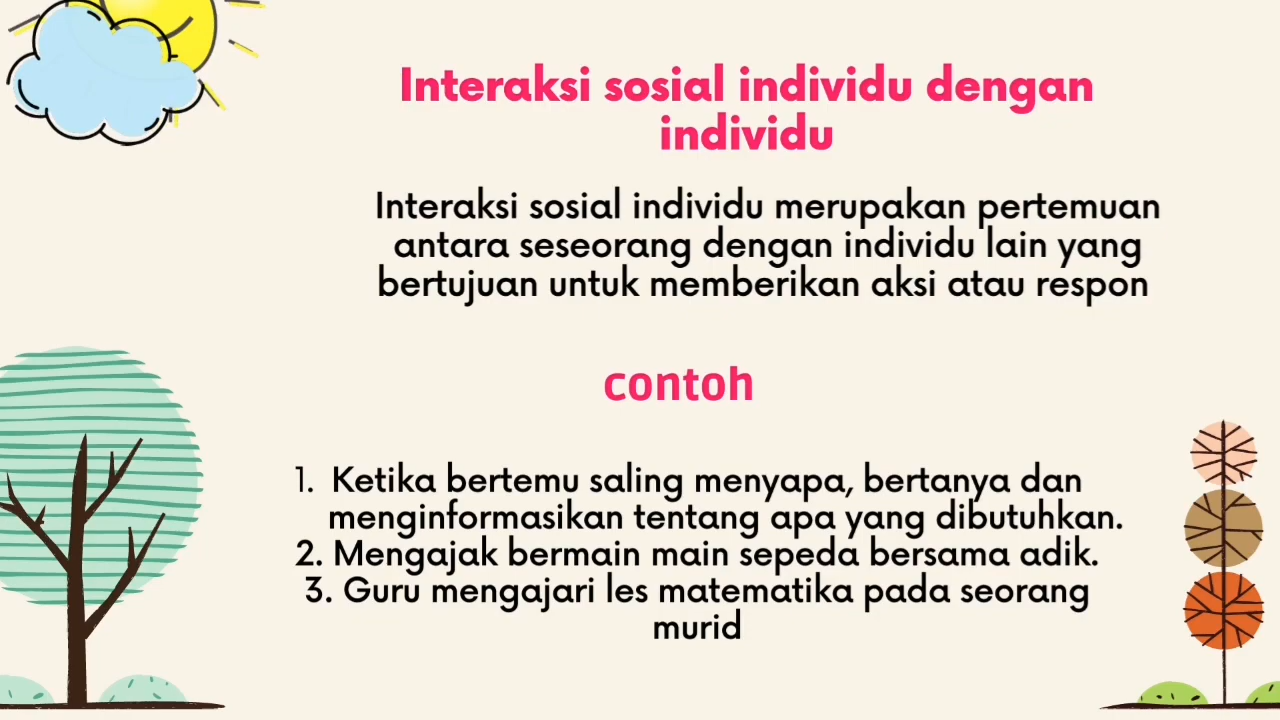 Interaksi sosial individu dengan
individu
Interaksi sosial individu merupakan pertemuan
antara seseorang dengan individu lain yang
bertujuan untuk memberikan aksi atau respon
contoh
1. Ketika bertemu saling menyapa, bertanya dan
menginformasikan tentang apa yang dibutuhkan.
2. Mengajak bermain main sepeda bersama adik.
3. Guru mengajari les matematika pada seorang
murid